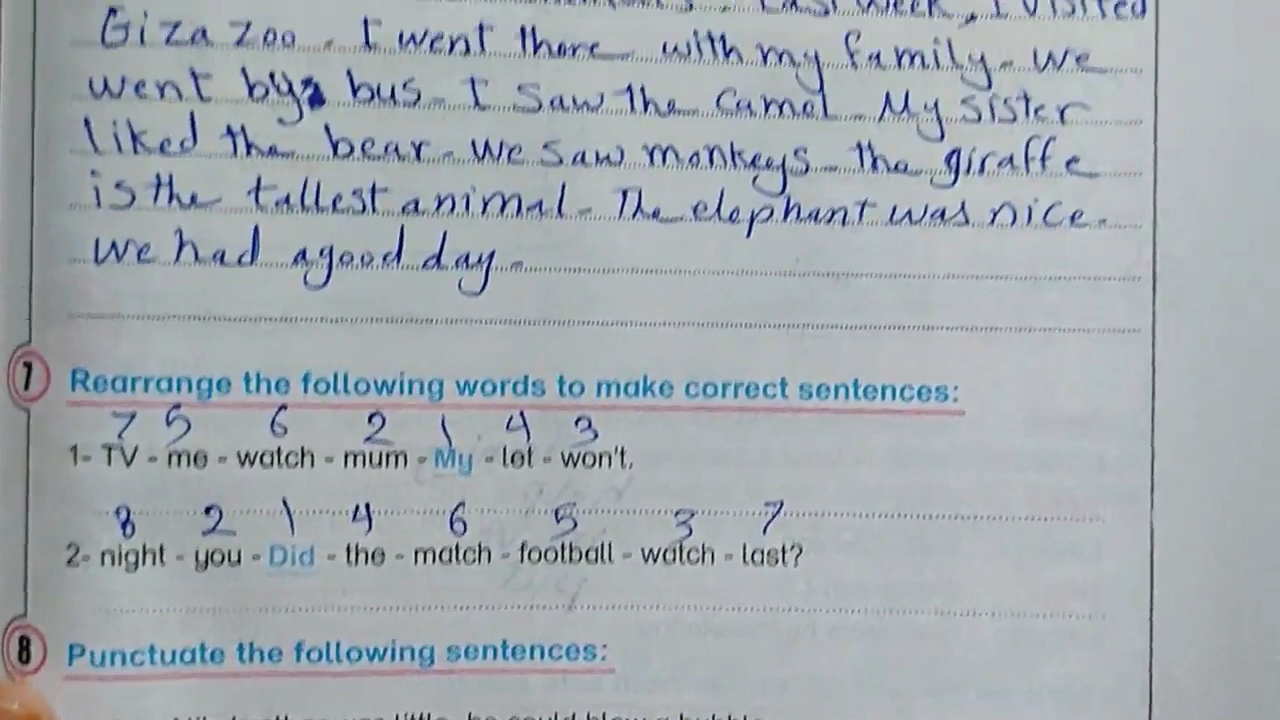 Last week, I visited
Giza Zoo. I went there with my family. We
went by bus. I saw the camel. My sister
liked the bear. We saw monkeys. The giraffe
is the tallest animal. The elephant was nice.
We had a good day.
7 Rearrange the following words to make correct sentences:
7 5 6 2 1 4 3
1- TV - me - watch - mum - My - let - won't.
8 2 1 4 6 5 3 7
2- night - you - Did - the - match - football - watch - last?
8 Punctuate the following sentences: